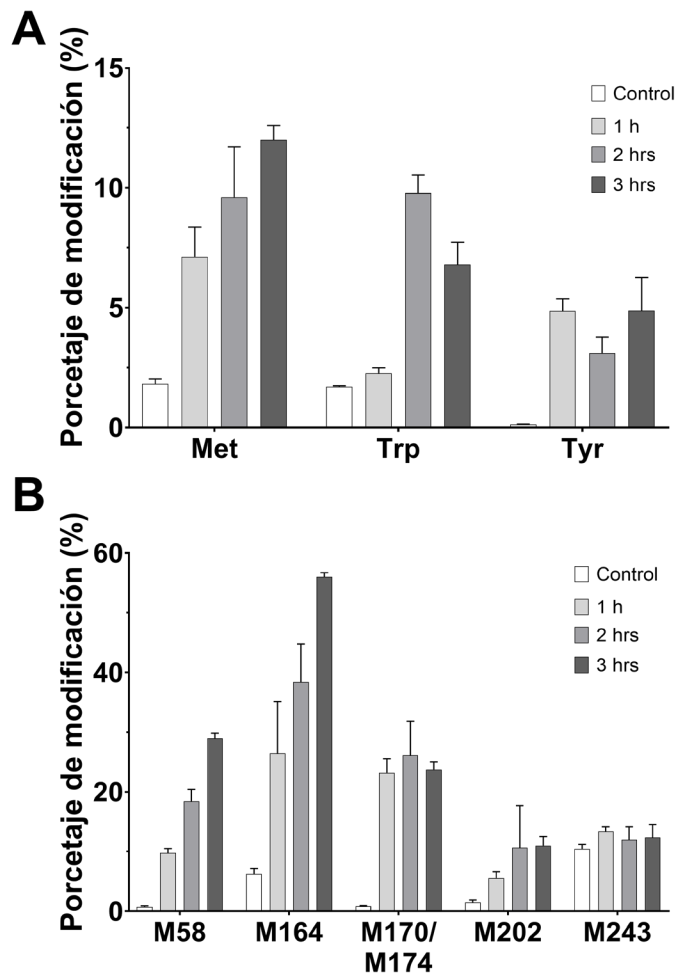 A
Porcetaje de modificación (%)
15
10
5
0
Control
1 h
2 hrs
3 hrs
Met Trp Tyr
B
Porcetaje de modificación (%)
60
40
20
0
Control
1 h
2 hrs
3 hrs
M58 M164 M170/ M202 M243
M174